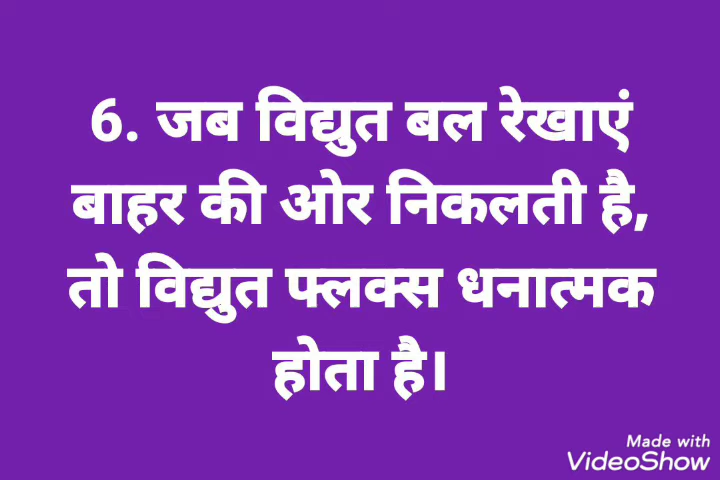 6. जब विद्युत बल रेखाएं
बाहर की ओर निकलती है,
तो विद्युत फ्लक्स धनात्मक
होता है।
Made with
VideoShow